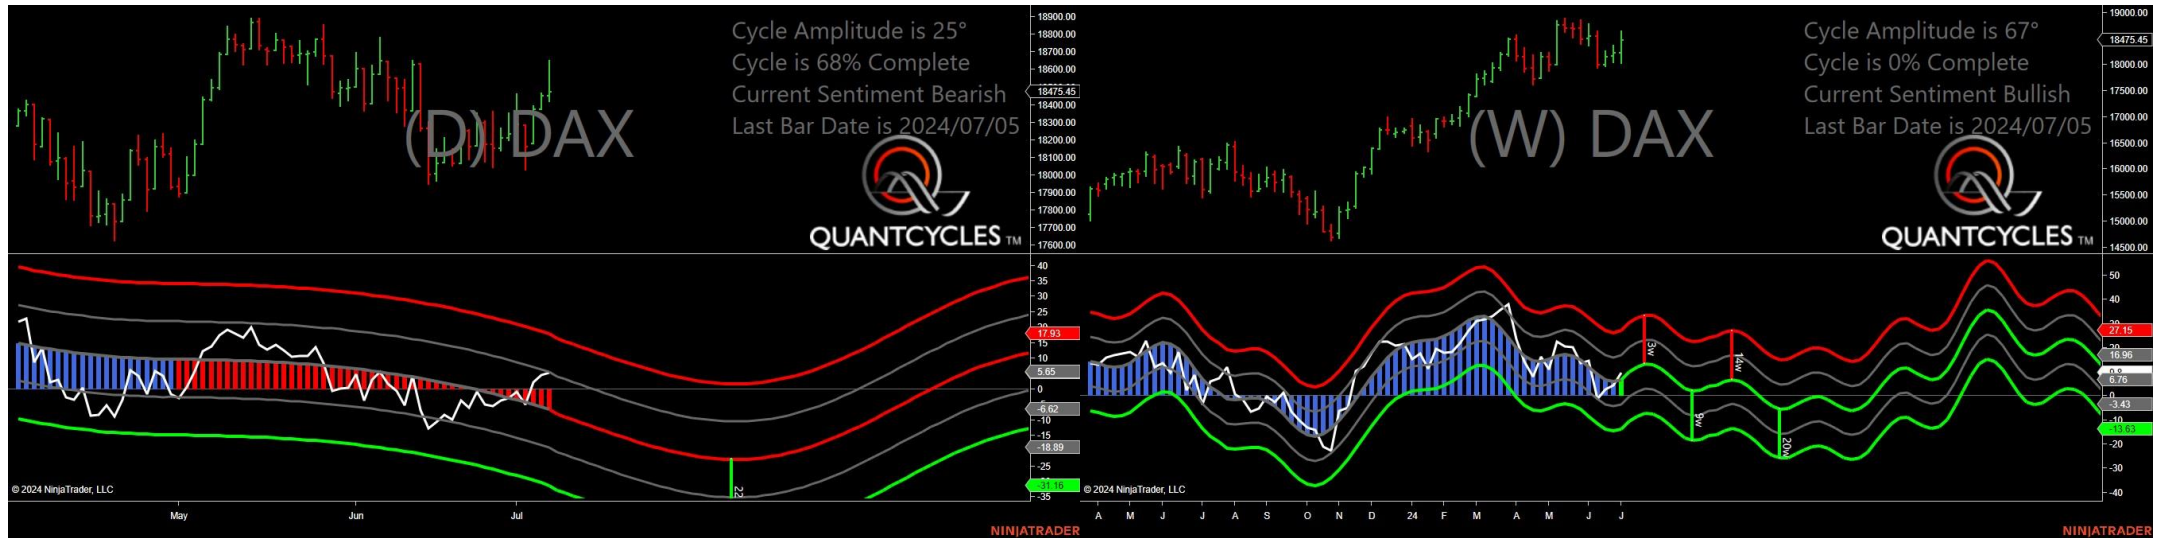 Cycle Amplitude is 25°
Cycle is 68% Complete
Current Sentiment Bearish
Last Bar Date is 2024/07/05
(D) DAX
QUANTCYCLES TM
18900.00
18800.00
18700.00
18600.00
18475.45
18400.00
18300.00
18200.00
18100.00
18000.00
17900.00
17800.00
17700.00
17600.00
40
35
30
25
17.93
15
10
5.65
0
-6.62
-10
-15
-18.89
-25
-31.16
-35
22
© 2024 NinjaTrader, LLC
May Jun Jul
NINJATRADER
Cycle Amplitude is 67°
Cycle is 0% Complete
Current Sentiment Bullish
Last Bar Date is 2024/07/05
(W) DAX
QUANTCYCLES TM
19000.00
18475.45
18000.00
17500.00
17000.00
16500.00
16000.00
15500.00
15000.00
14500.00
50
40
27.15
16.96
6.76
0
-3.43
-13.63
-20
-30
-40
3w
14w
9w
20w
© 2024 NinjaTrader, LLC
A M J J A S O N D 24 F M A M J J
NINJATRADER